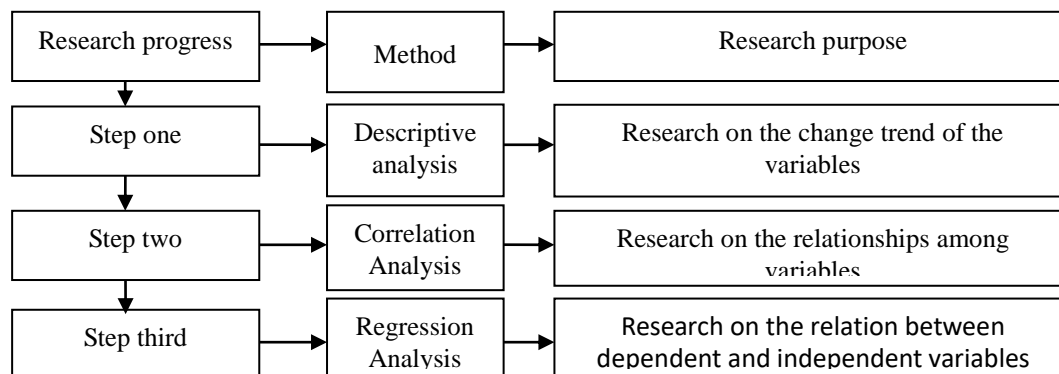 Research progress
Method
Research purpose
Step one
Descriptive
analysis
Research on the change trend of the
variables
Step two
Correlation
Analysis
Research on the relationships among
variables
Step third
Regression
Analysis
Research on the relation between
dependent and independent variables